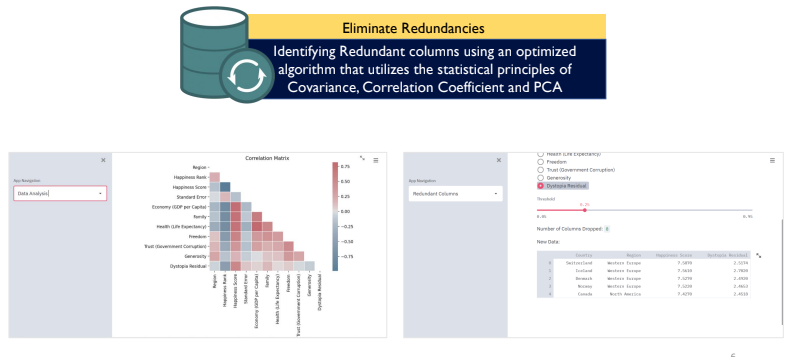 Eliminate Redundancies
Identifying Redundant columns using an optimized
algorithm that utilizes the statistical principles of
Covariance, Correlation Coefficient and PCA
App Navigation
Data Analysis
Correlation Matrix
Region
Happiness Rank
Happiness Score
Standard Error
Economy (GDP per Capita)
Family
Health (Life Expectancy)
Freedom
Trust (Government Corruption)
Generosity
Dystopia Residual
0.75
0.50
0.25
0.00
−0.25
−0.50
−0.75
Region
Happiness Rank
Happiness Score
Standard Error
Economy (GDP per Capita)
Family
Health (Life Expectancy)
Freedom
Trust (Government Corruption)
Generosity
Dystopia Residual
App Navigation
Redundant Columns
Health (Life Expectancy)
Freedom
Trust (Government Corruption)
Generosity
Dystopia Residual
Threshold
0.05 0.95
Number of Columns Dropped: 8
New Data:
Country Region Happiness Score Dystopia Residual
0 Switzerland Western Europe 7.5870 2.5174
1 Iceland Western Europe 7.5610 2.7020
2 Denmark Western Europe 7.5270 2.4920
3 Norway Western Europe 7.5220 2.4653
4 Canada North America 7.4270 2.4518